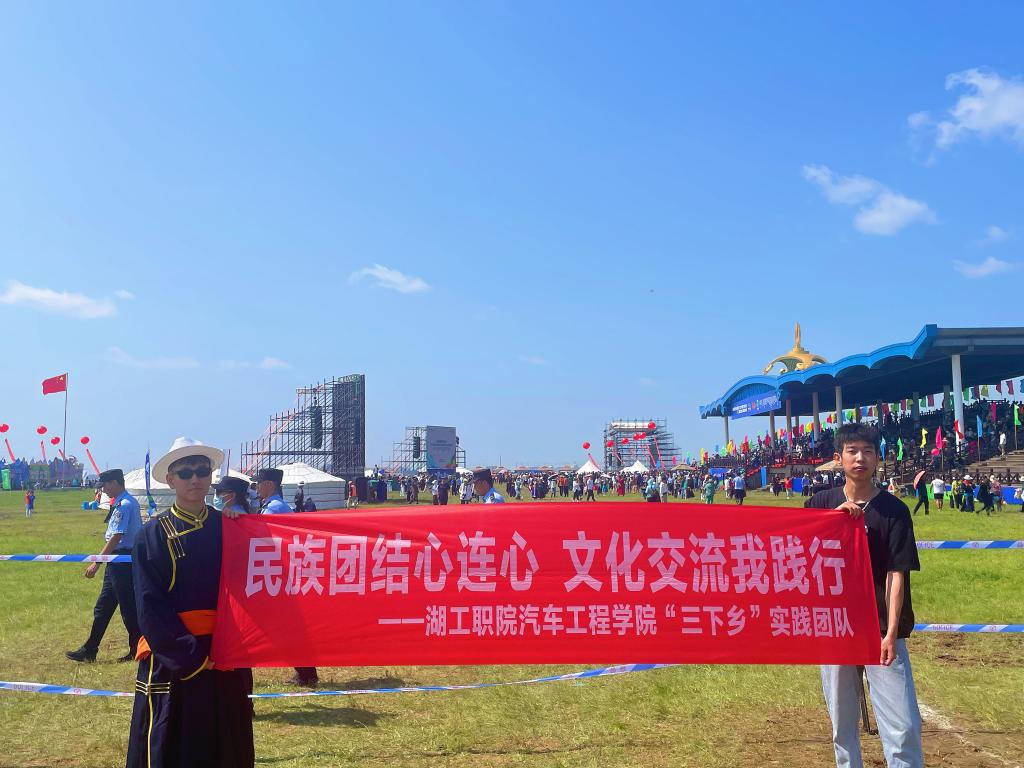 民族团结心连心 文化交流我践行
——湖工职院汽车工程学院“三下乡”实践团队